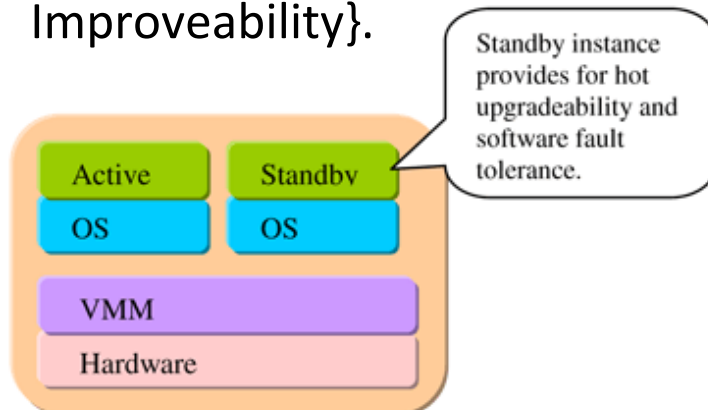 Improveability}.
Standby instance
provides for hot
upgradeability and
software fault
tolerance.
Active
Standby
OS
OS
VMM
Hardware